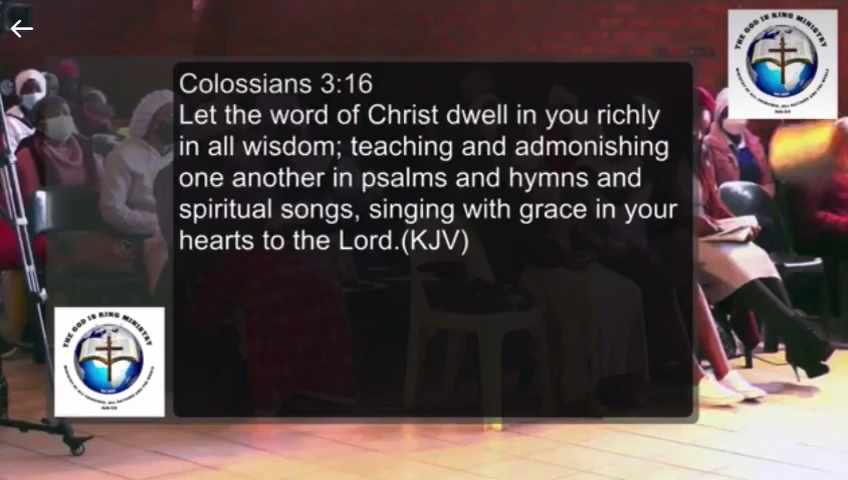 THE GOD IS KING MINISTRY
Colossians 3:16
Let the word of Christ dwell in you richly
in all wisdom; teaching and admonishing
one another in psalms and hymns and
spiritual songs, singing with grace in your
hearts to the Lord.(KJV)
THE GOD IS KING MINISTRY